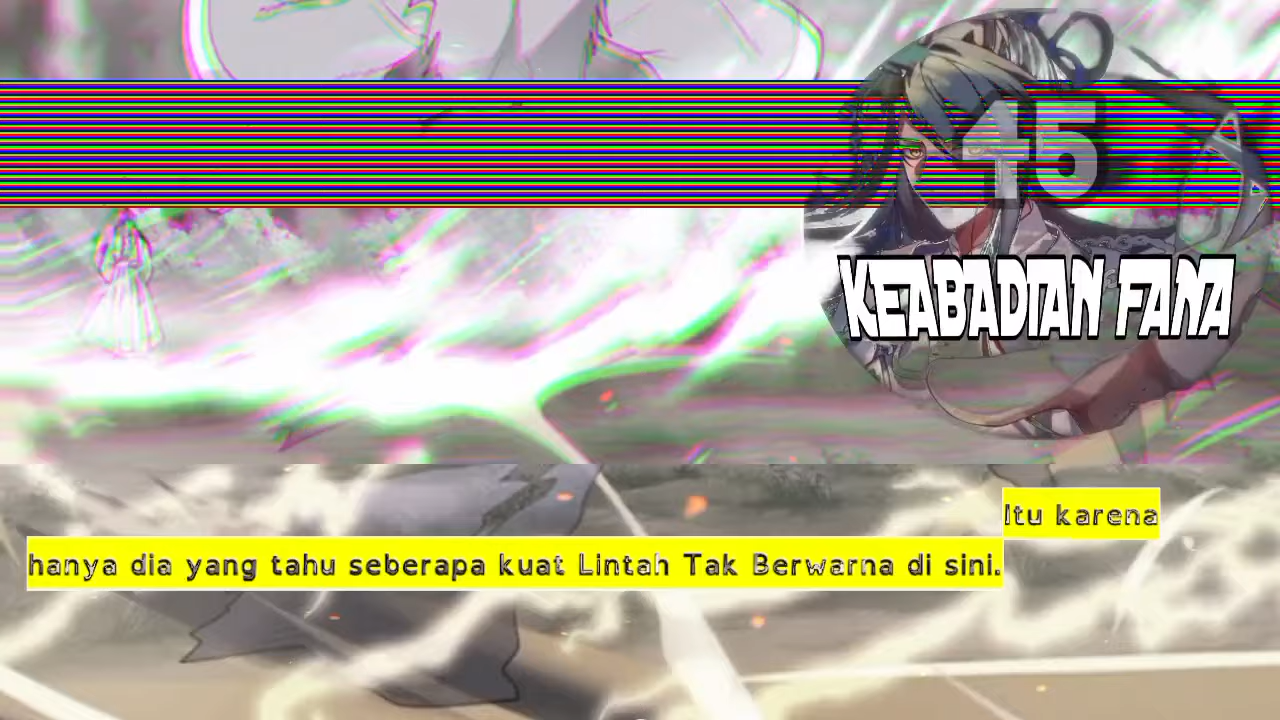 45
KEABADIAN FANA
Itu karena
hanya dia yang tahu seberapa kuat Lintah Tak Berwarna di sini.